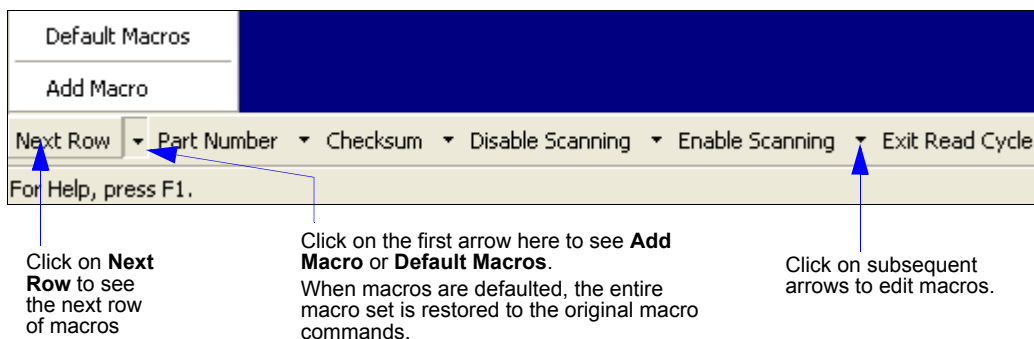 Default Macros
Add Macro
Next Row Part Number Checksum Disable Scanning Enable Scanning Exit Read Cycle
For Help, press F1.
Click on Next
Row to see
the next row
of macros
Click on the first arrow here to see Add
Macro or Default Macros.
When macros are defaulted, the entire
macro set is restored to the original macro
commands.
Click on subsequent
arrows to edit macros.